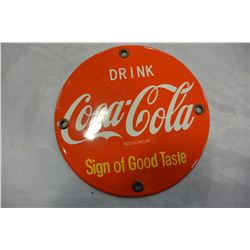 DRINK
Coca-Cola
Sign of Good Taste